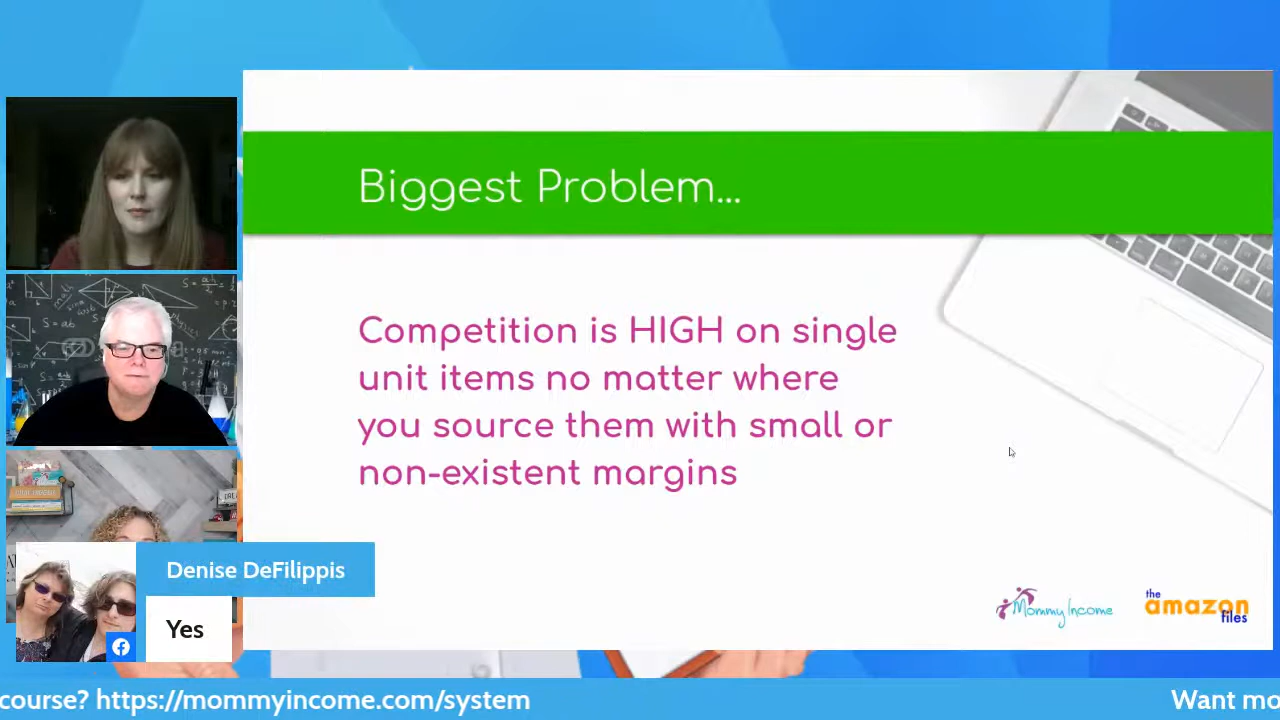 Biggest Problem...
Competition is HIGH on single
unit items no matter where
you source them with small or
non-existent margins
Denise DeFilippis
Yes
Mommy Income
the
amazon
files
course? https://mommyincome.com/system
Want mo